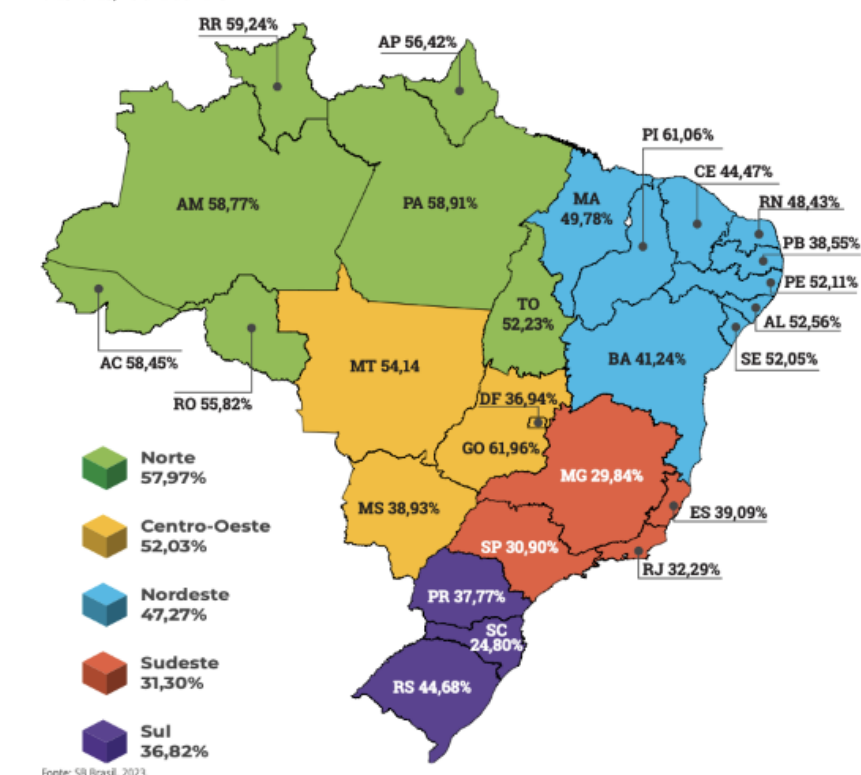 RR 59,24%
AP 56,42%
PI 61,06%
CE 44,47%
RN 48,43%
PB 38,55%
PE 52,11%
AL 52,56%
SE 52,05%
AM 58,77%
PA 58,91%
MA
49,78%
TO
52,23%
BA 41,24%
AC 58,45%
RO 55,82%
MT 54,14
DF 36,94%
GO 61,96%
MS 38,93%
MG 29,84%
ES 39,09%
SP 30,90%
RJ 32,29%
PR 37,77%
SC
24,80%
RS 44,68%
Norte
57,97%
Centro-Oeste
52,03%
Nordeste
47,27%
Sudeste
31,30%
Sul
36,82%
Fonte: SB Brasil, 2023